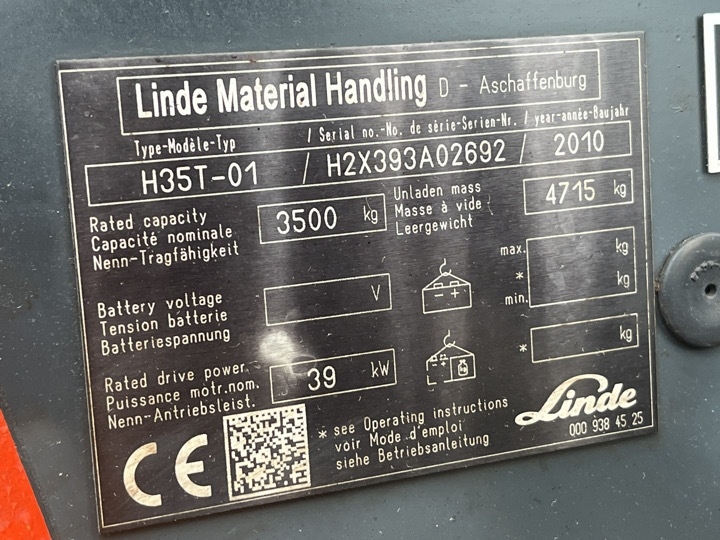 Linde Material Handling D - Aschaffenburg
Type-Modèle-Typ / Serial no.-No. de série-Serien-Nr. / year-année-Baujahr
H35T-01 / H2X393A02692 / 2010
Rated capacity
Capacité nominale
Nenn-Tragfähigkeit
3500 kg
Unladen mass
Masse à vide
Leergewicht
4715 kg
Battery voltage
Tension batterie
Batteriespannung
V
- +
max. kg
* kg
min.
Rated drive power
Puissance motr.nom.
Nenn-Antriebsleist.
39 kW
- +
* kg
CE
* see Operating instructions
voir Mode d'emploi
siehe Betriebsanleitung
Linde
000 938 45 25